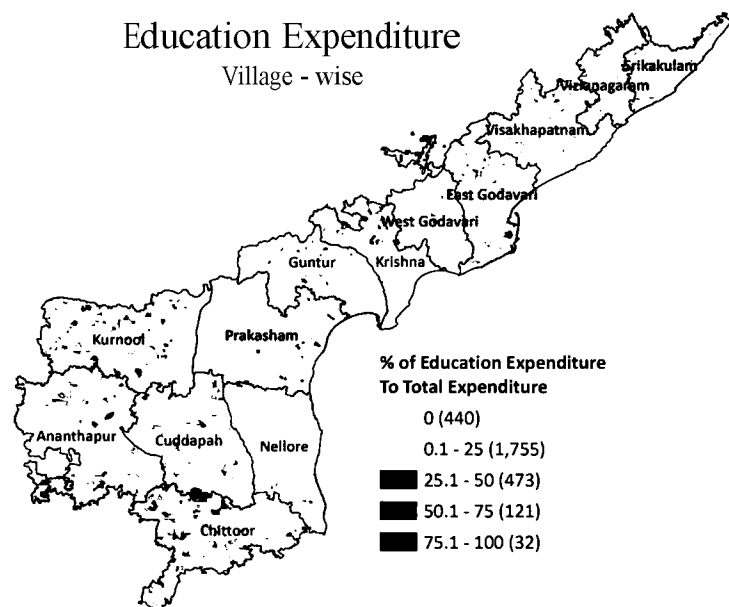 Education Expenditure
Village - wise
Srikakulam
Vizianagaram
Visakhapatnam
East Godavari
West Godavari
Krishna
Guntur
Prakasham
Kurnool
Ananthapur
Cuddapah
Nellore
Chittoor
% of Education Expenditure
To Total Expenditure
0 (440)
0.1 - 25 (1,755)
25.1 - 50 (473)
50.1 - 75 (121)
75.1 - 100 (32)